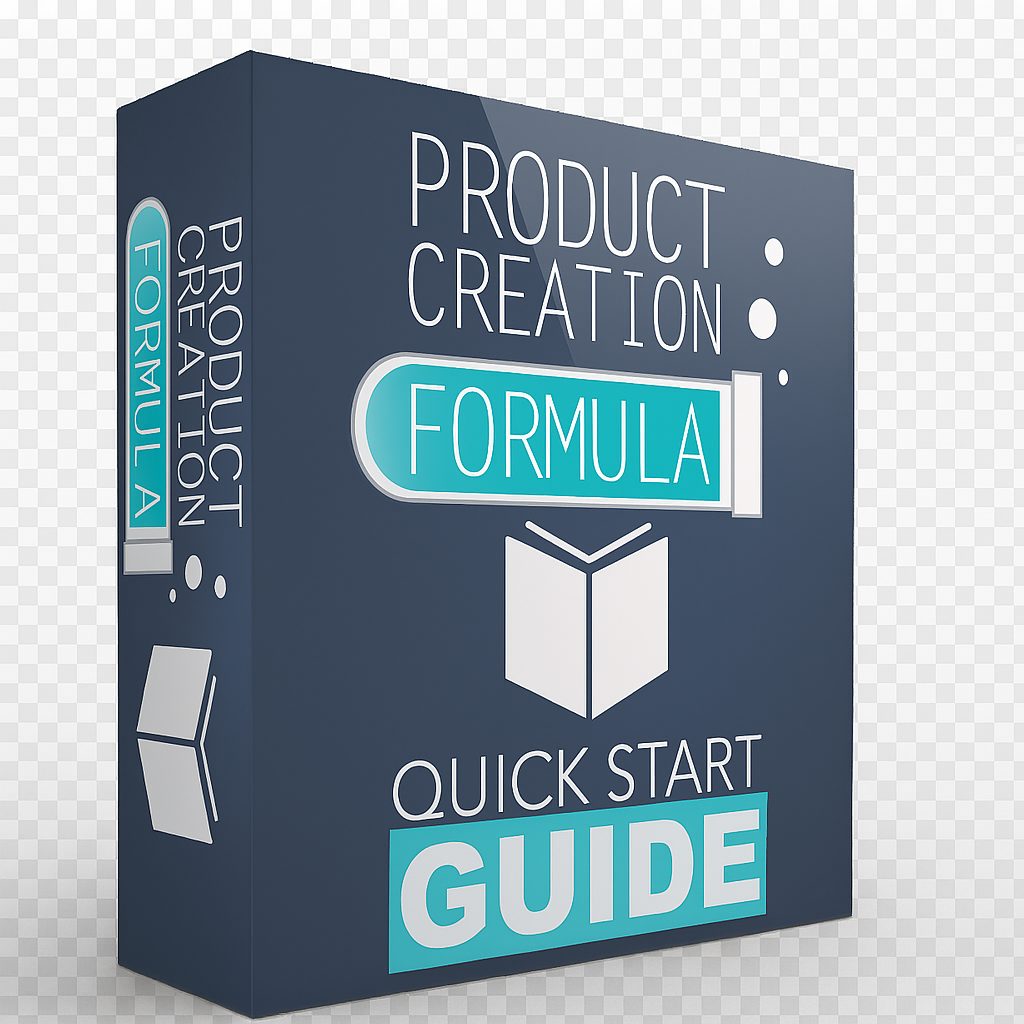 PRODUCT
CREATION
FORMULA
QUICK START
GUIDE
PRODUCT
CREATION
FORMULA